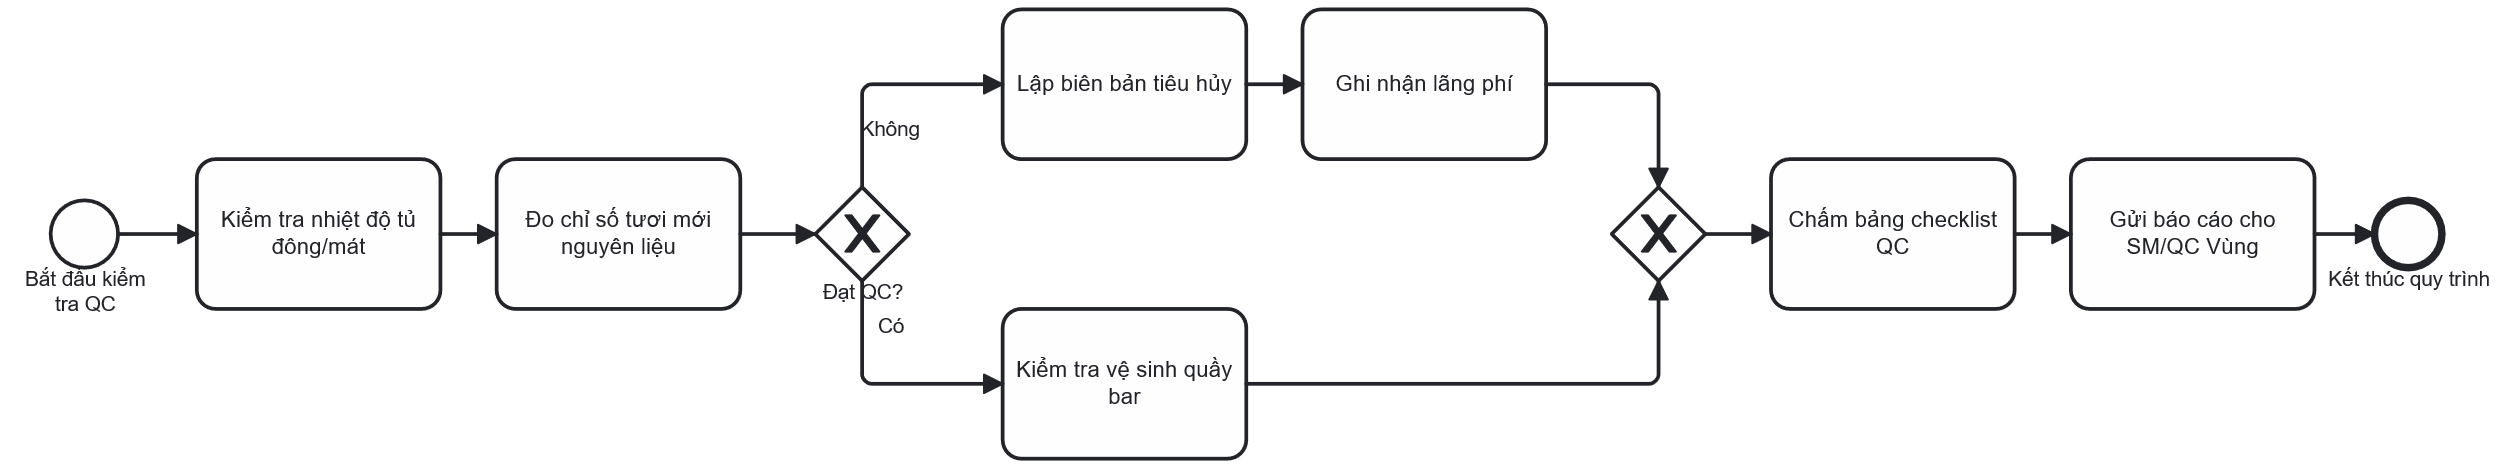 Bắt đầu kiểm
tra QC
Kiểm tra nhiệt độ tủ
đông/mát
Đo chỉ số tươi mới
nguyên liệu
Đạt QC?
Không
Lập biên bản tiêu hủy
Ghi nhận lãng phí
Có
Kiểm tra vệ sinh quầy
bar
Chấm bảng checklist
QC
Gửi báo cáo cho
SM/QC Vùng
Kết thúc quy trình